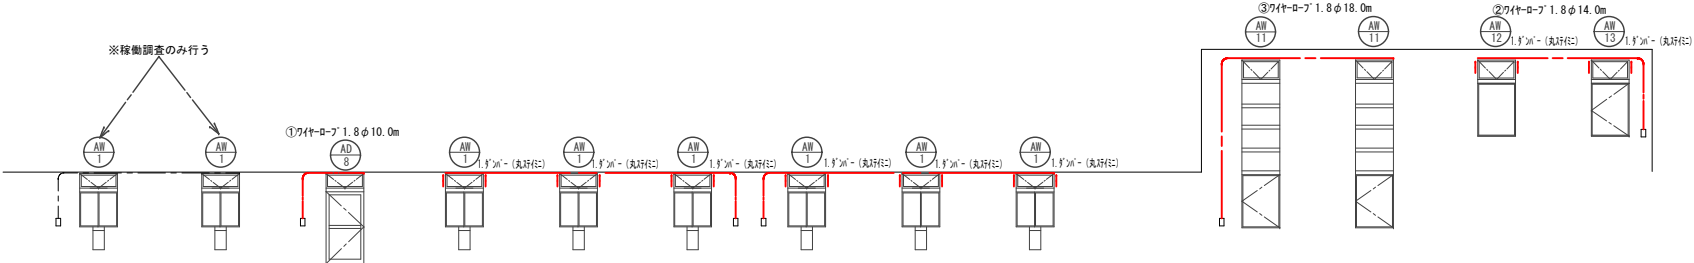 ③ﾜｲﾔｰﾛｰﾌﾟ1.8φ18.0m
②ﾜｲﾔｰﾛｰﾌﾟ1.8φ14.0m
AW
11
AW
11
AW
12
1.ﾀﾞﾝﾊﾟｰ (丸ｽﾃｲﾐﾆ)
AW
13
1.ﾀﾞﾝﾊﾟｰ (丸ｽﾃｲﾐﾆ)
※稼働調査のみ行う
①ﾜｲﾔｰﾛｰﾌﾟ1.8φ10.0m
AW
1
AW
1
AD
8
AW
1
1.ﾀﾞﾝﾊﾟｰ (丸ｽﾃｲﾐﾆ)
AW
1
1.ﾀﾞﾝﾊﾟｰ (丸ｽﾃｲﾐﾆ)
AW
1
1.ﾀﾞﾝﾊﾟｰ (丸ｽﾃｲﾐﾆ)
AW
1
1.ﾀﾞﾝﾊﾟｰ (丸ｽﾃｲﾐﾆ)
AW
1
1.ﾀﾞﾝﾊﾟｰ (丸ｽﾃｲﾐﾆ)
AW
1
1.ﾀﾞﾝﾊﾟｰ (丸ｽﾃｲﾐﾆ)